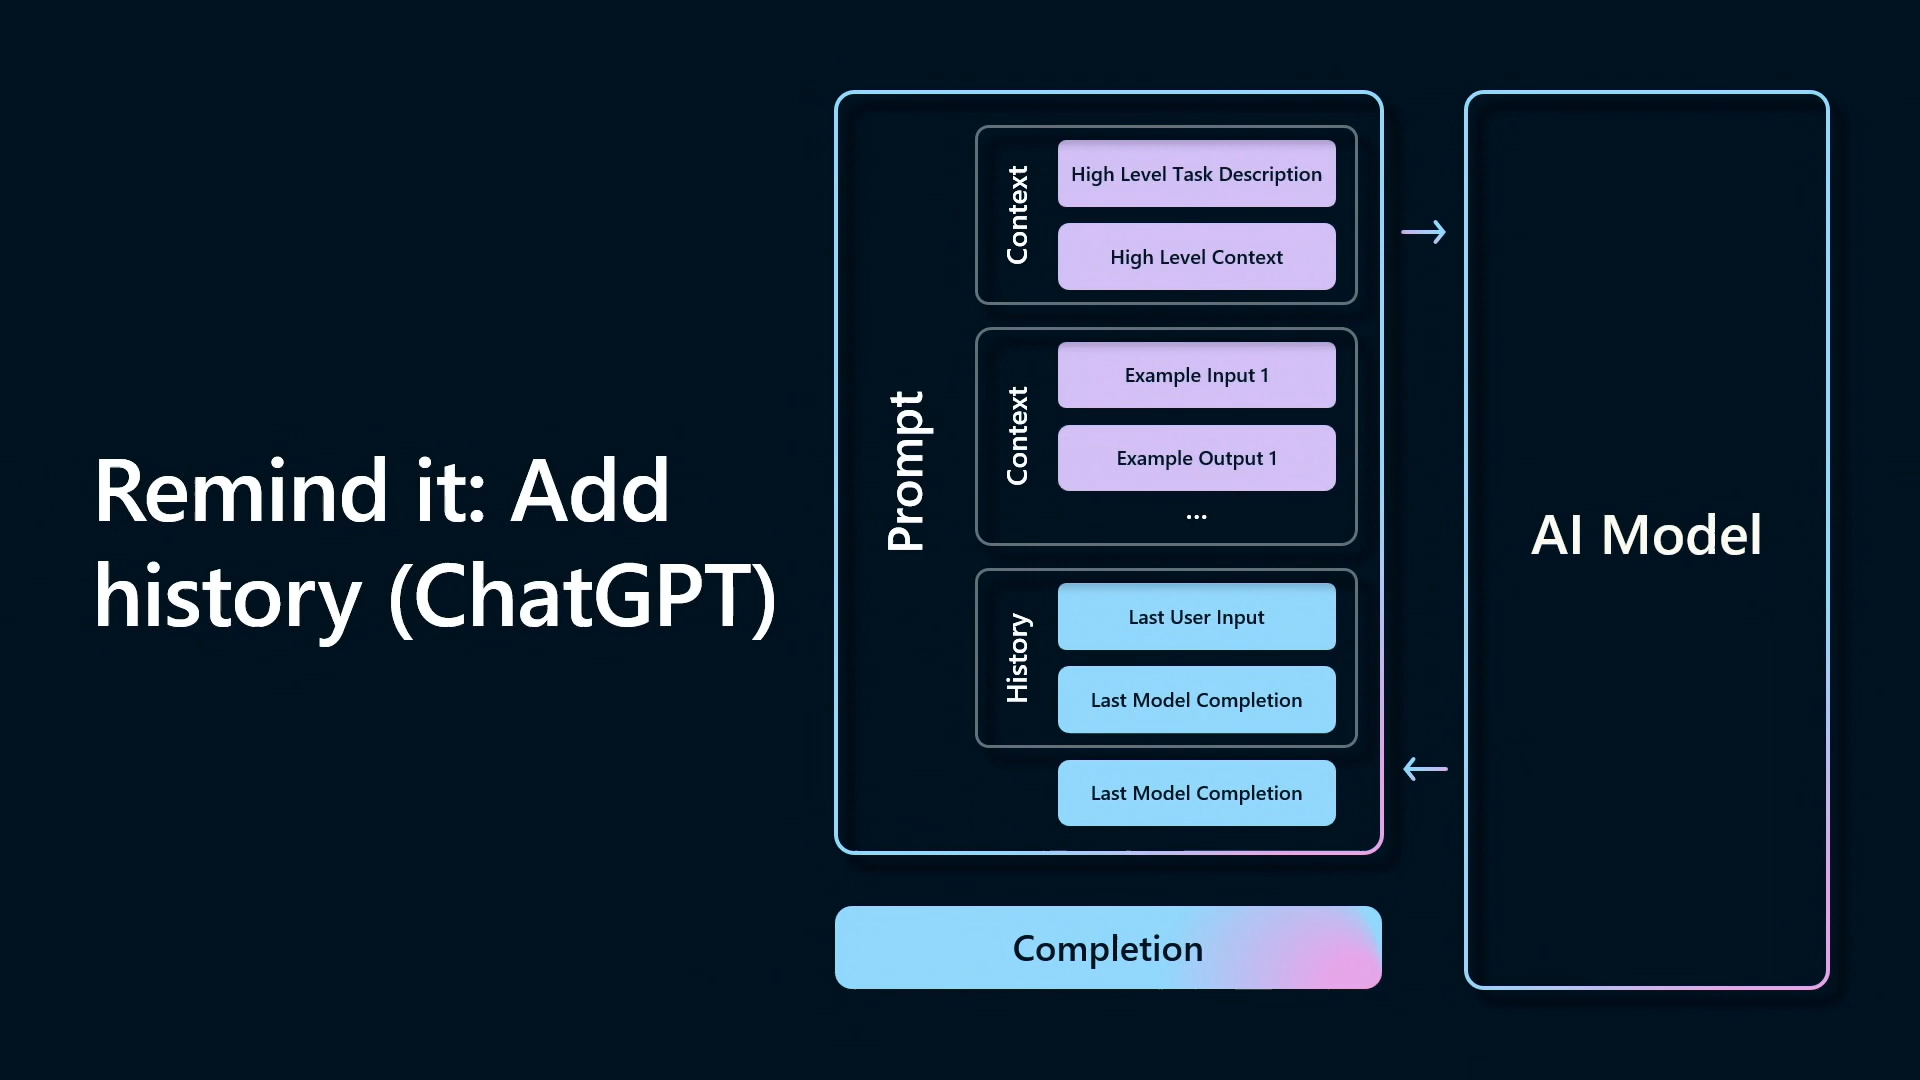 Remind it: Add
history (ChatGPT)
Prompt
Context
High Level Task Description
High Level Context
Context
Example Input 1
Example Output 1
...
History
Last User Input
Last Model Completion
Last Model Completion
Completion
AI Model